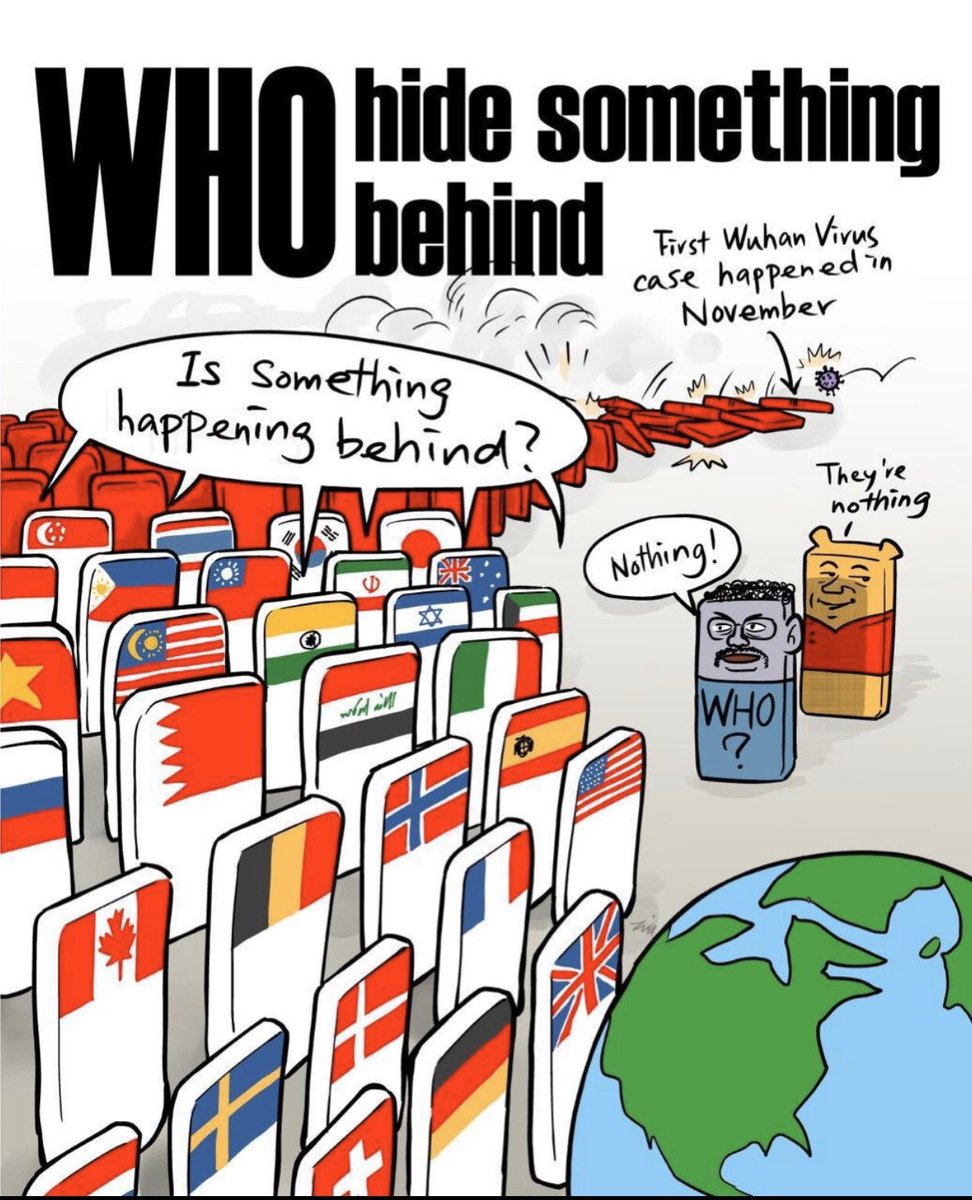 WHO hide something
behind
First Wuhan Virus
case happened in
November
Is Something
happening behind?
They're
nothing
Nothing!
WHO
?